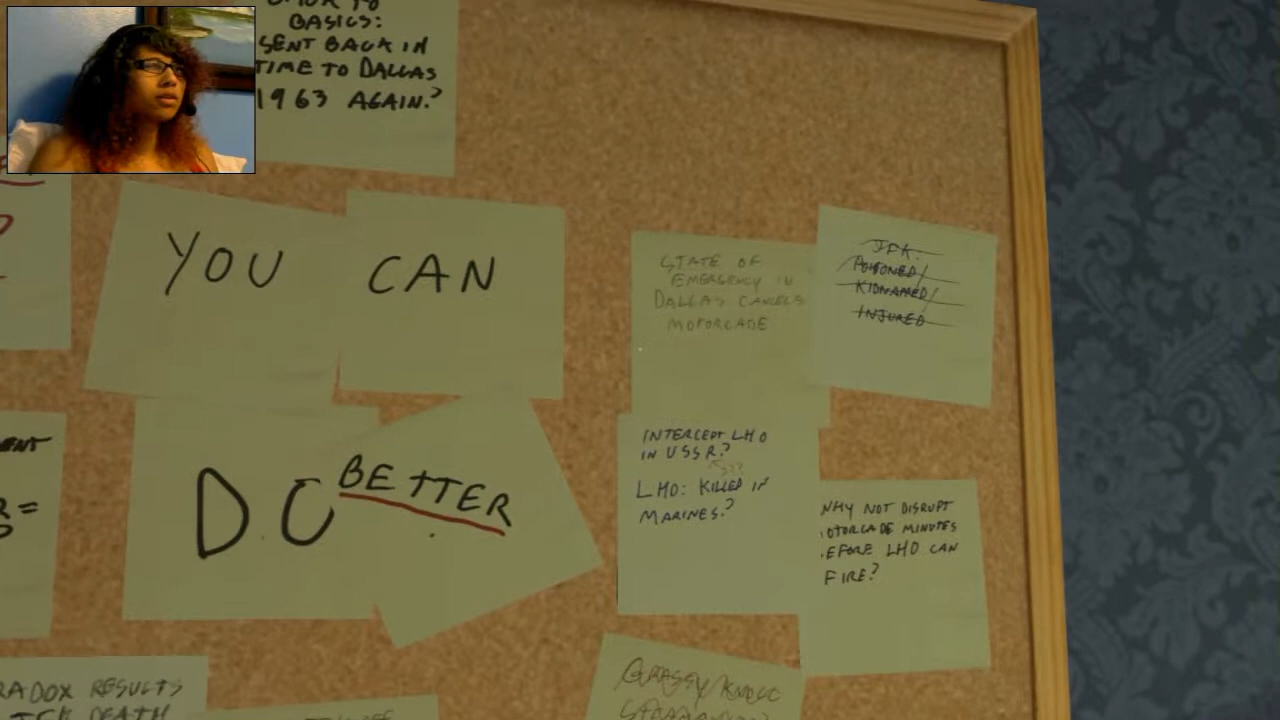 BASICS:
SENT BACK IN
TIME TO DALLAS
1963 AGAIN?
YOU CAN
DO BETTER
STATE OF
EMERGENCY IN
DALLAS CANCELS
MOTORCADE
JFK.
POISONED/
KIDNAPPED/
INJURED
INTERCEPT LHO
IN USSR?
LHO: KILLED IN
MARINES?
WHY NOT DISRUPT
MOTORCADE MINUTES
BEFORE LHO CAN
FIRE?
RESULTS
DEATH
GRASSY KNOLL